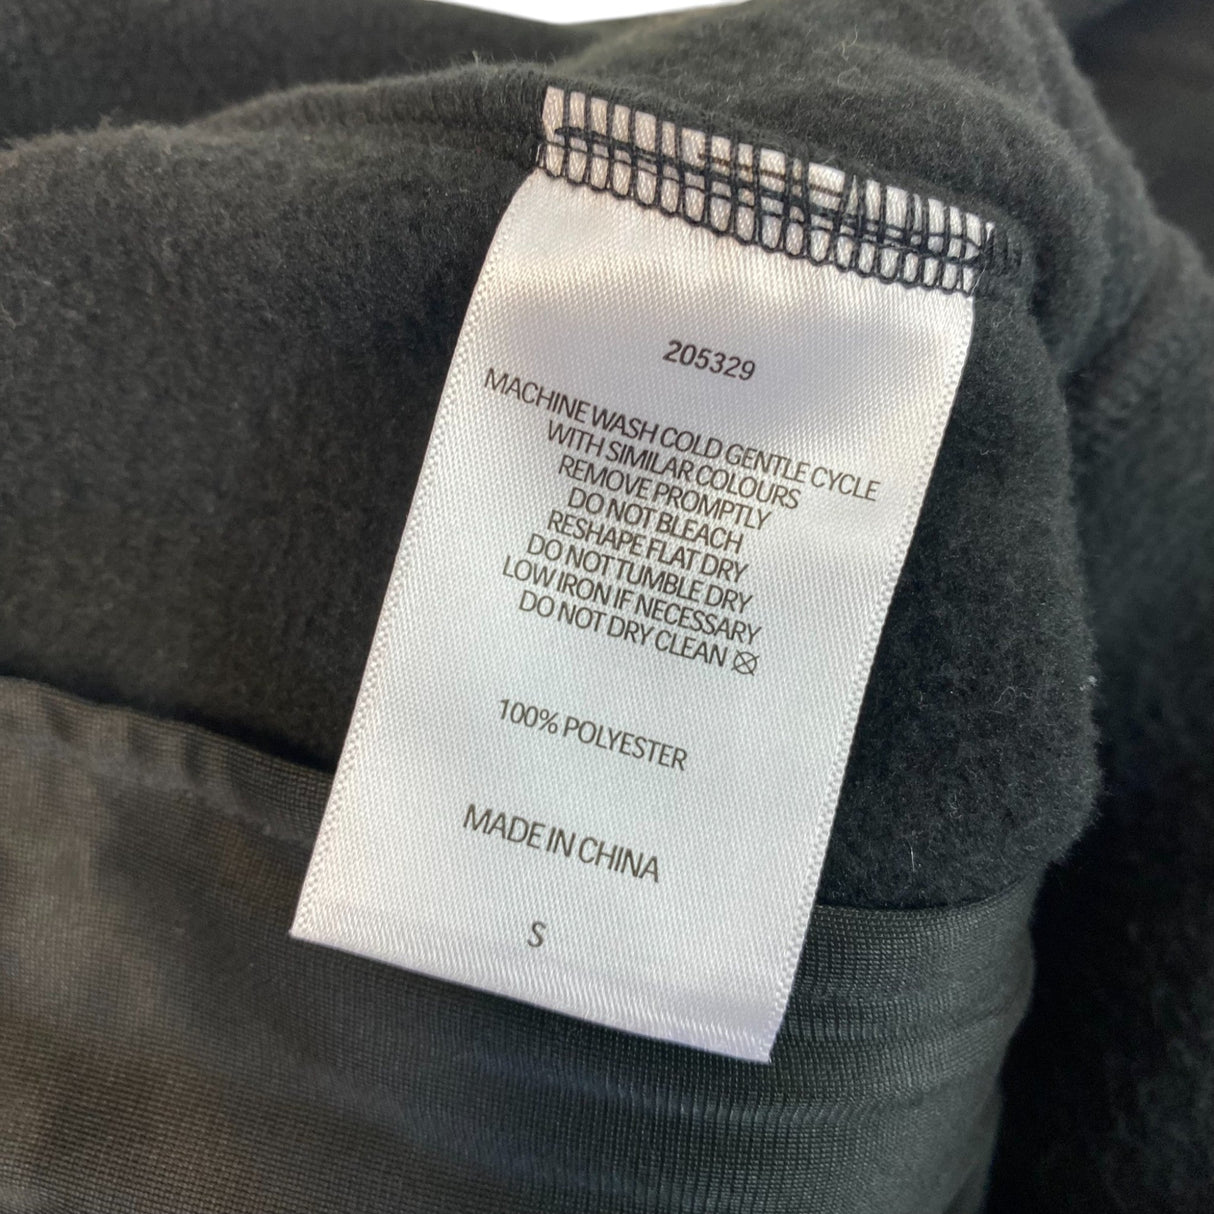 205329
MACHINE WASH COLD GENTLE CYCLE
WITH SIMILAR COLOURS
REMOVE PROMPTLY
DO NOT BLEACH
RESHAPE FLAT DRY
DO NOT TUMBLE DRY
LOW IRON IF NECESSARY
DO NOT DRY CLEAN
100% POLYESTER
MADE IN CHINA
S